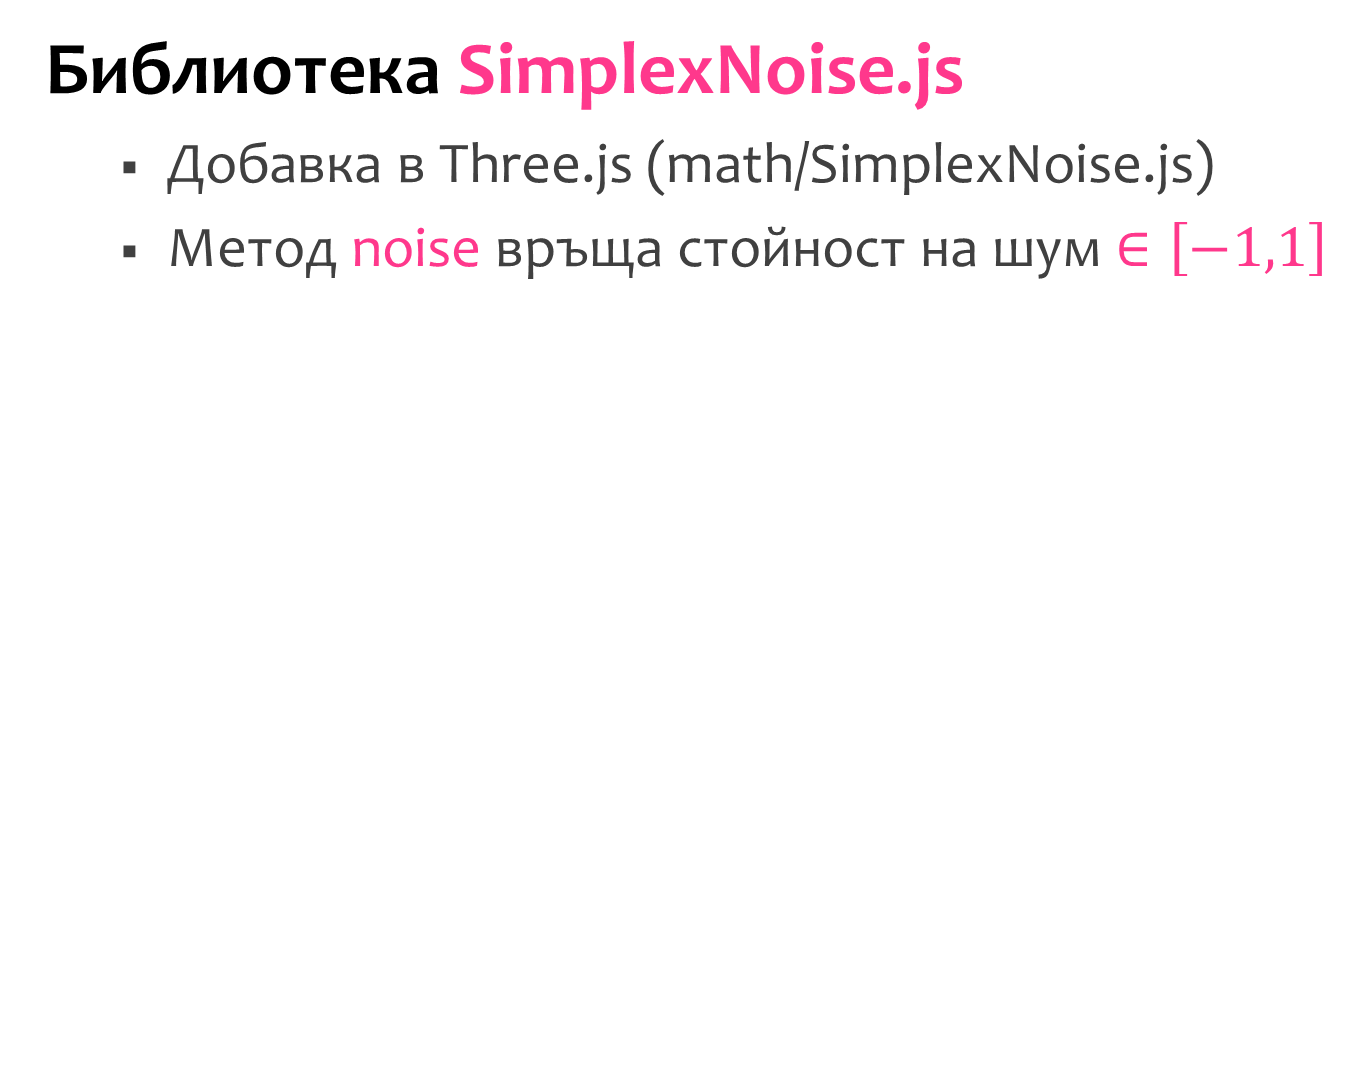 Библиотека SimplexNoise.js
▪ Добавка в Three.js (math/SimplexNoise.js)
▪ Метод noise връща стойност на шум ∈ [−1,1]